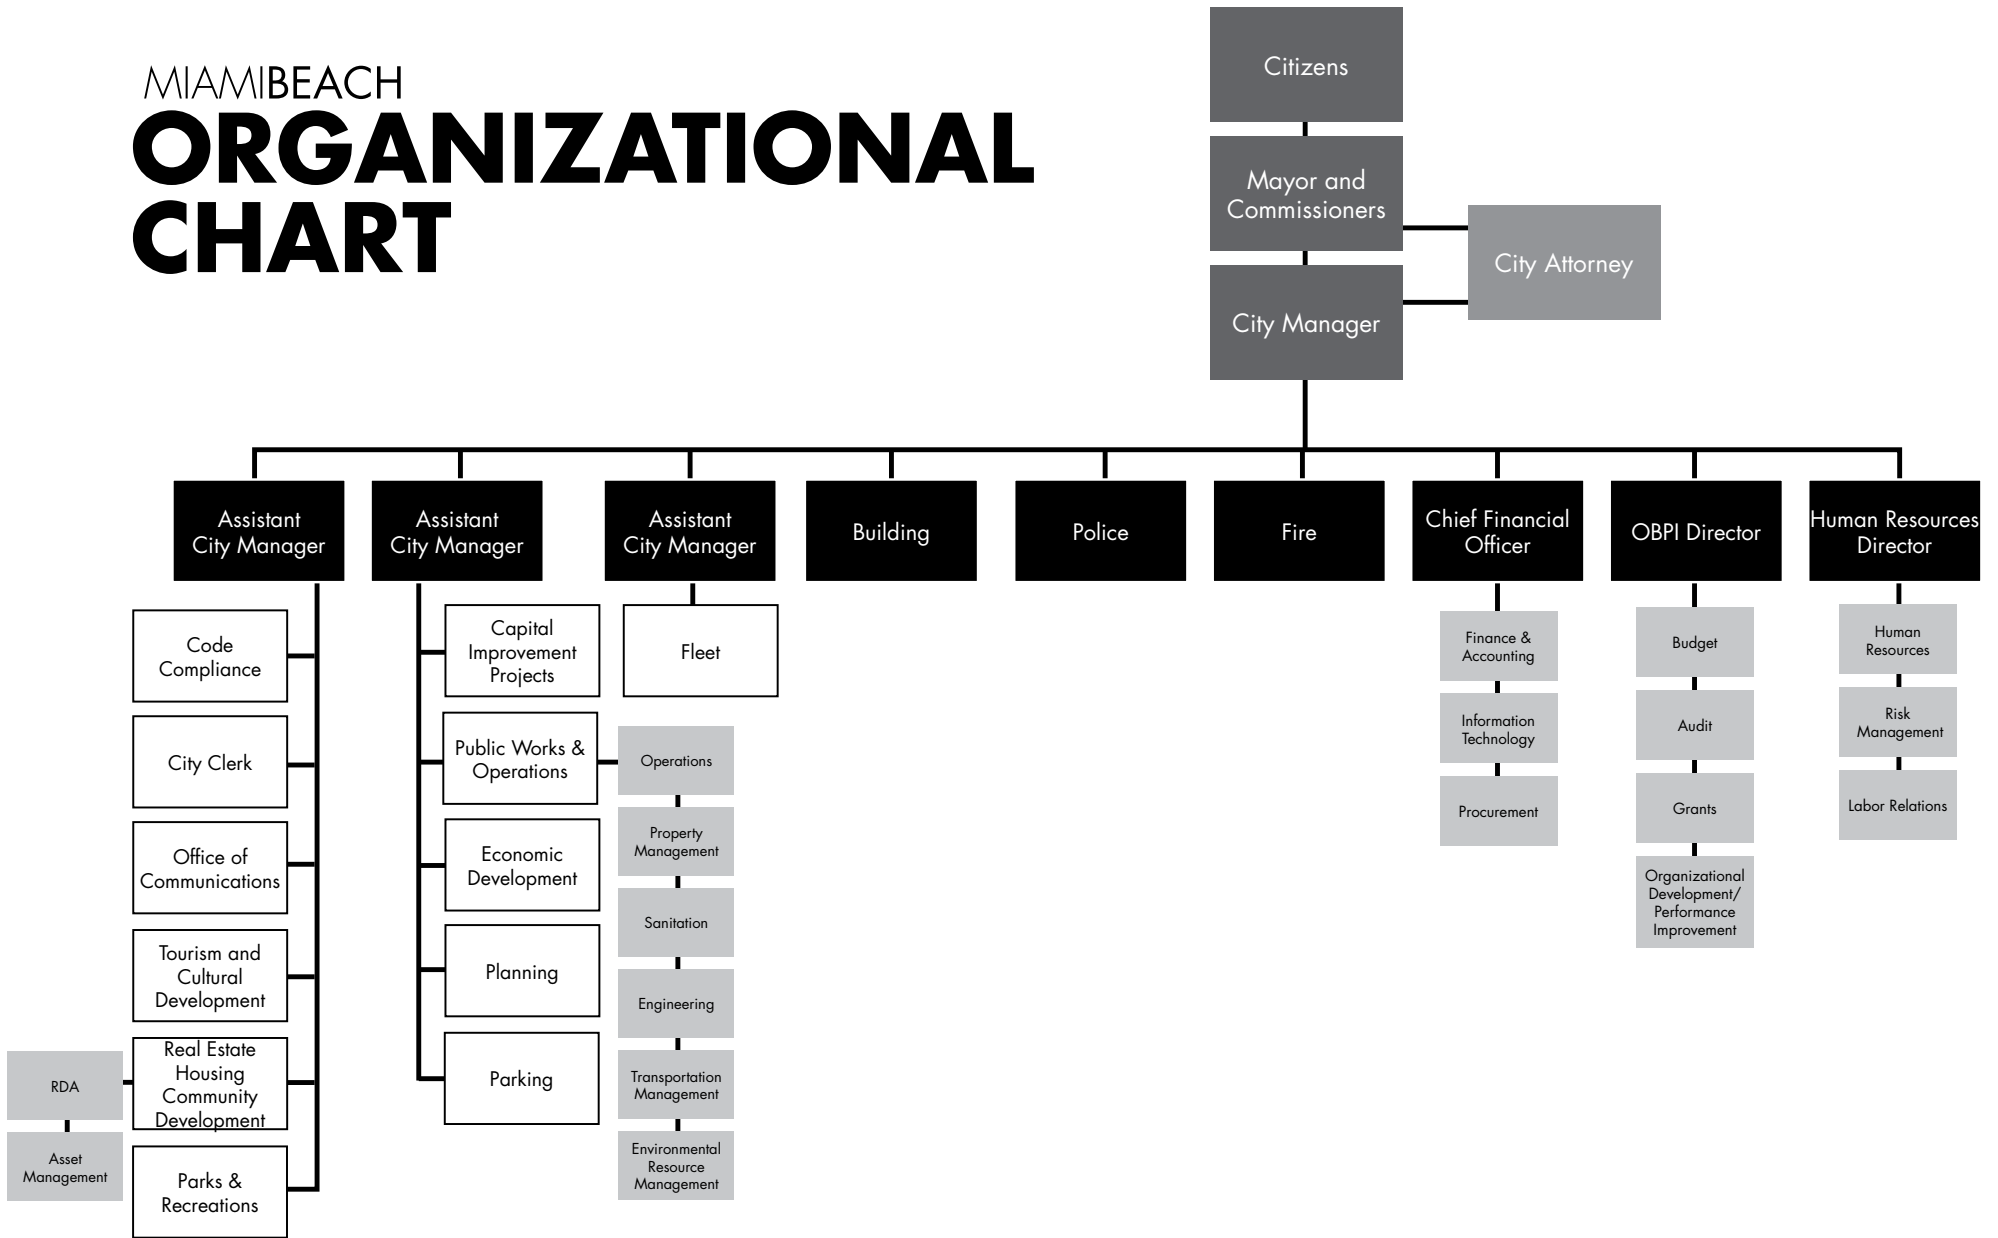 MIAMIBEACH
ORGANIZATIONAL
CHART
Citizens
Mayor and
Commissioners
City Attorney
City Manager
Assistant
City Manager
Assistant
City Manager
Assistant
City Manager
Building
Police
Fire
Chief Financial
Officer
OBPI Director
Human Resources
Director
Code
Compliance
City Clerk
Office of
Communications
Tourism and
Cultural
Development
Real Estate
Housing
Community
Development
RDA
Asset
Management
Parks &
Recreations
Capital
Improvement
Projects
Public Works &
Operations
Economic
Development
Planning
Parking
Fleet
Operations
Property
Management
Sanitation
Engineering
Transportation
Management
Environmental
Resource
Management
Finance &
Accounting
Information
Technology
Procurement
Budget
Audit
Grants
Organizational
Development/
Performance
Improvement
Human
Resources
Risk
Management
Labor Relations